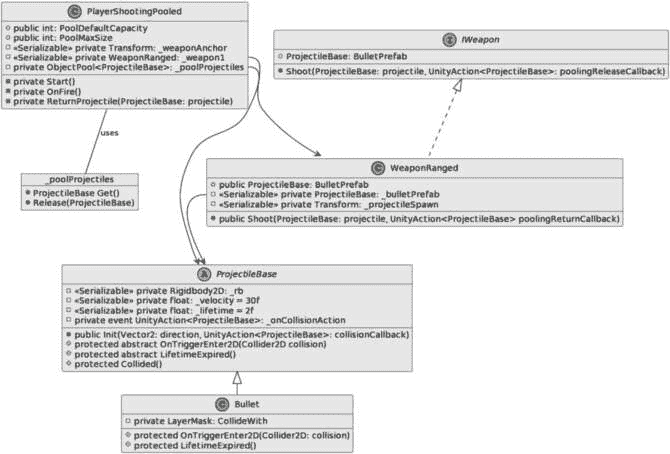 C PlayerShootingPooled
public int: PoolDefaultCapacity
public int: PoolMaxSize
«Serializable» private Transform: _weaponAnchor
«Serializable» private WeaponRanged: _weapon1
private ObjectPool<ProjectileBase>: _poolProjectiles
private Start()
private OnFire()
private ReturnProjectile(ProjectileBase: projectile)
I IWeapon
ProjectileBase: BulletPrefab
Shoot(ProjectileBase: projectile, UnityAction<ProjectileBase>: poolingReleaseCallback)
uses
_poolProjectiles
ProjectileBase Get()
Release(ProjectileBase)
C WeaponRanged
public ProjectileBase: BulletPrefab
«Serializable» private ProjectileBase: _bulletPrefab
«Serializable» private Transform: _projectileSpawn
public Shoot(ProjectileBase: projectile, UnityAction<ProjectileBase> poolingReturnCallback)
A ProjectileBase
«Serializable» private Rigidbody2D: _rb
«Serializable» private float: _velocity = 30f
«Serializable» private float: _lifetime = 2f
private event UnityAction<ProjectileBase>: _onCollisionAction
public Init(Vector2: direction, UnityAction<ProjectileBase>: collisionCallback)
protected abstract OnTriggerEnter2D(Collider2D collision)
protected abstract LifetimeExpired()
protected Collided()
C Bullet
private LayerMask: CollideWith
protected OnTriggerEnter2D(Collider2D: collision)
protected LifetimeExpired()